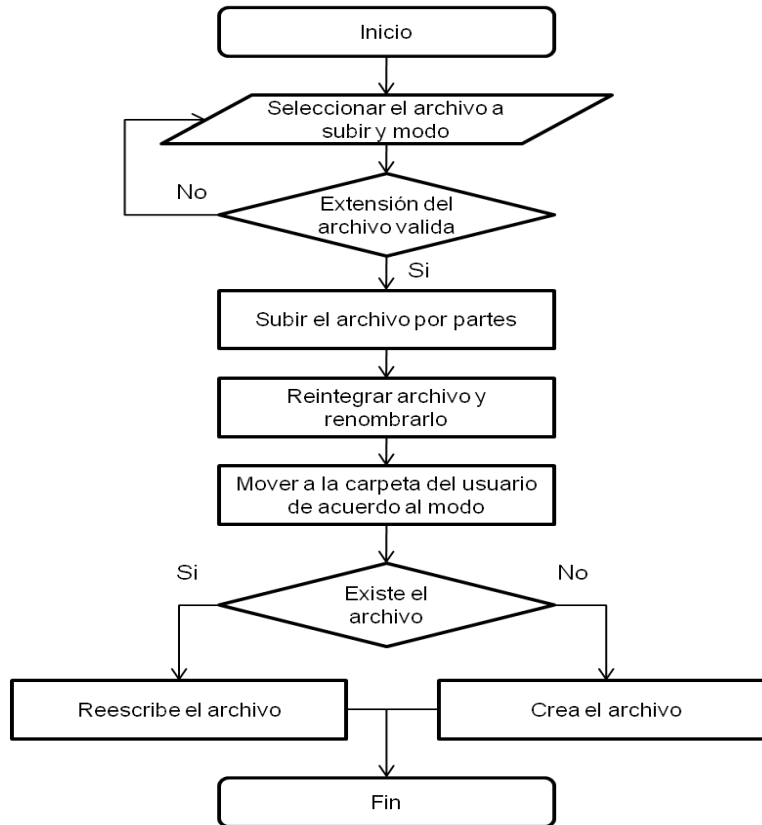 Inicio
Seleccionar el archivo a
subir y modo
No
Extensión del
archivo valida
Si
Subir el archivo por partes
Reintegrar archivo y
renombrarlo
Mover a la carpeta del usuario
de acuerdo al modo
Si
No
Existe el
archivo
Reescribe el archivo
Crea el archivo
Fin